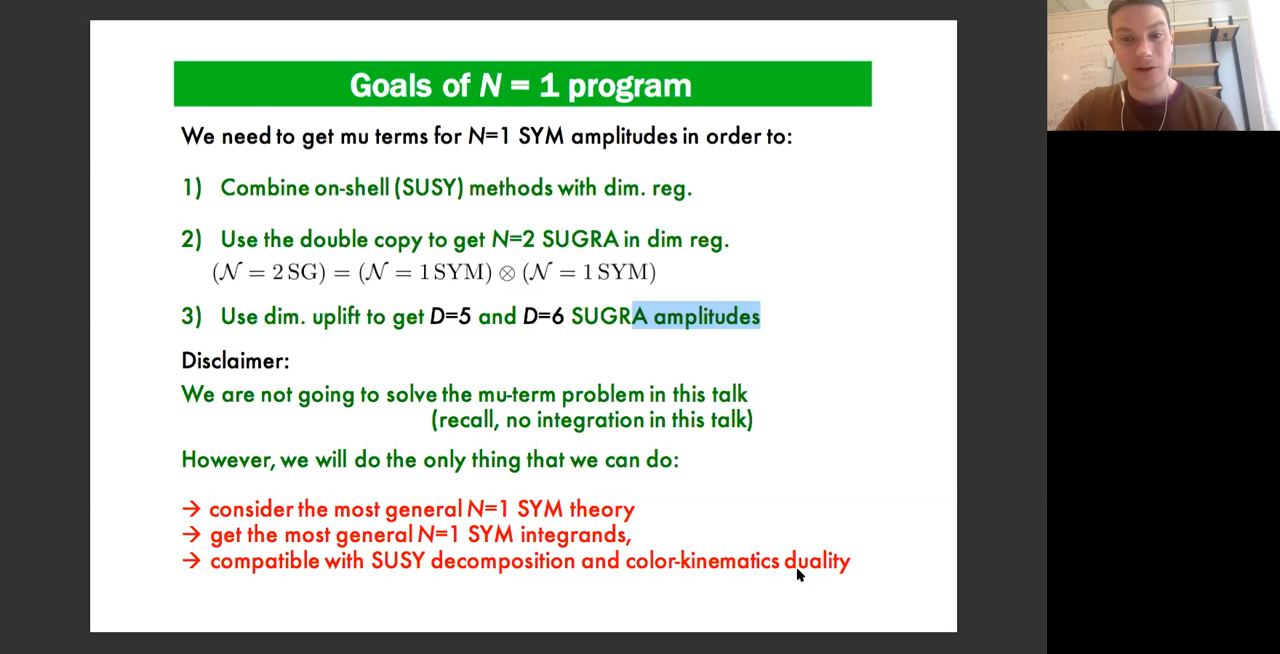 Goals of N = 1 program
We need to get mu terms for N=1 SYM amplitudes in order to:
1) Combine on-shell (SUSY) methods with dim. reg.
2) Use the double copy to get N=2 SUGRA in dim reg.
(𝒩 = 2 SG) = (𝒩 = 1 SYM) ⊗ (𝒩 = 1 SYM)
3) Use dim. uplift to get D=5 and D=6 SUGRA amplitudes
Disclaimer:
We are not going to solve the mu-term problem in this talk
(recall, no integration in this talk)
However, we will do the only thing that we can do:
→ consider the most general N=1 SYM theory
→ get the most general N=1 SYM integrands,
→ compatible with SUSY decomposition and color-kinematics duality